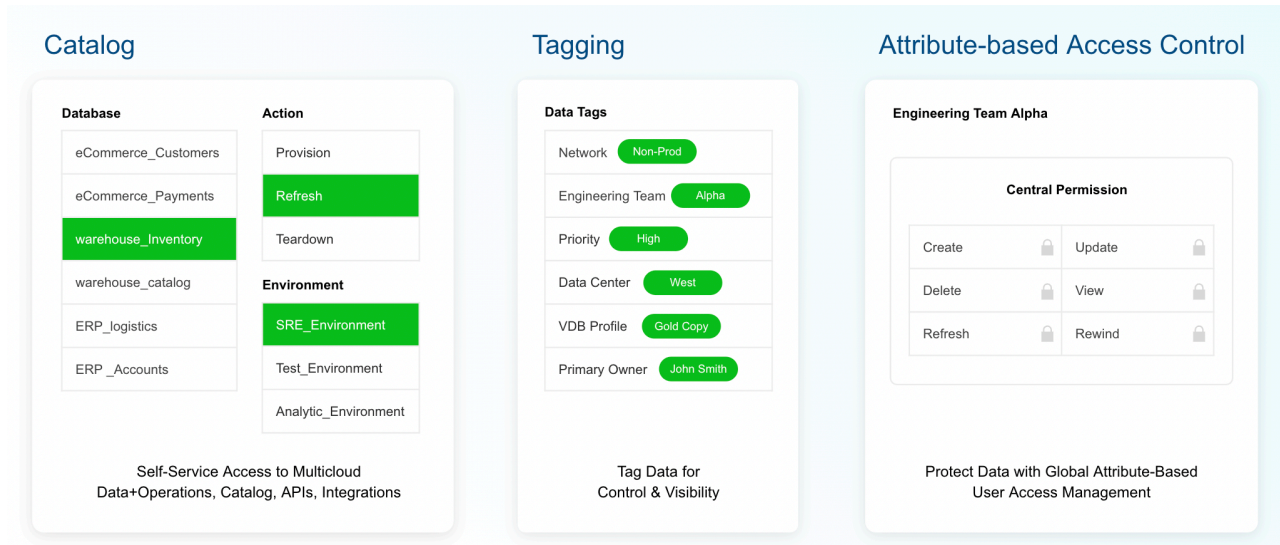 Catalog
Database
eCommerce_Customers
eCommerce_Payments
warehouse_Inventory
warehouse_catalog
ERP_logistics
ERP _Accounts
Action
Provision
Refresh
Teardown
Environment
SRE_Environment
Test_Environment
Analytic_Environment
Self-Service Access to Multicloud
Data+Operations, Catalog, APIs, Integrations
Tagging
Data Tags
Network Non-Prod
Engineering Team Alpha
Priority High
Data Center West
VDB Profile Gold Copy
Primary Owner John Smith
Tag Data for
Control & Visibility
Attribute-based Access Control
Engineering Team Alpha
Central Permission
Create Update
Delete View
Refresh Rewind
Protect Data with Global Attribute-Based
User Access Management